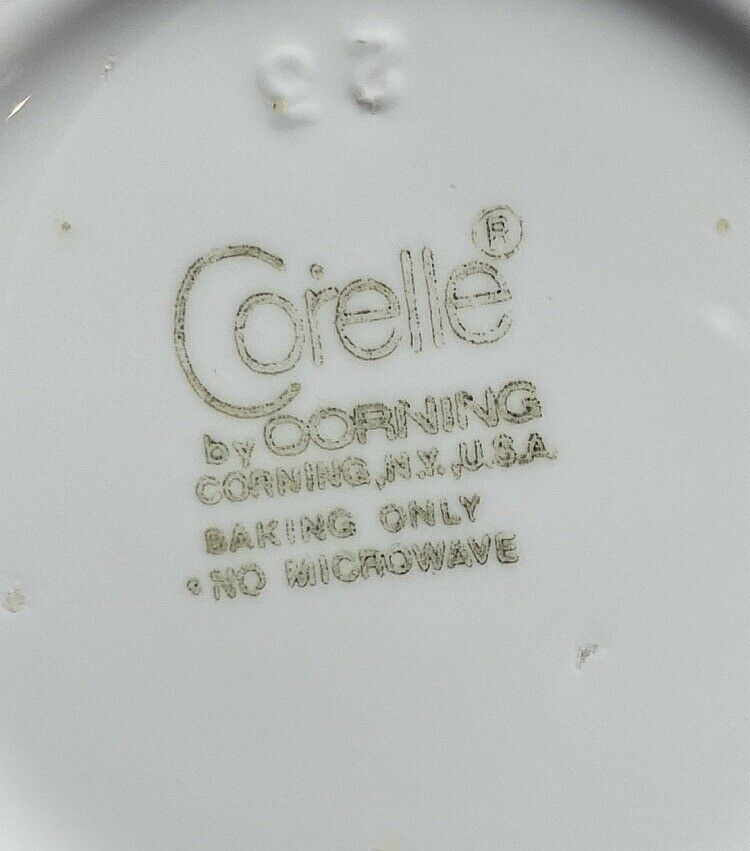 Corelle®
by CORNING
CORNING, N.Y., U.S.A.
BAKING ONLY
• NO MICROWAVE